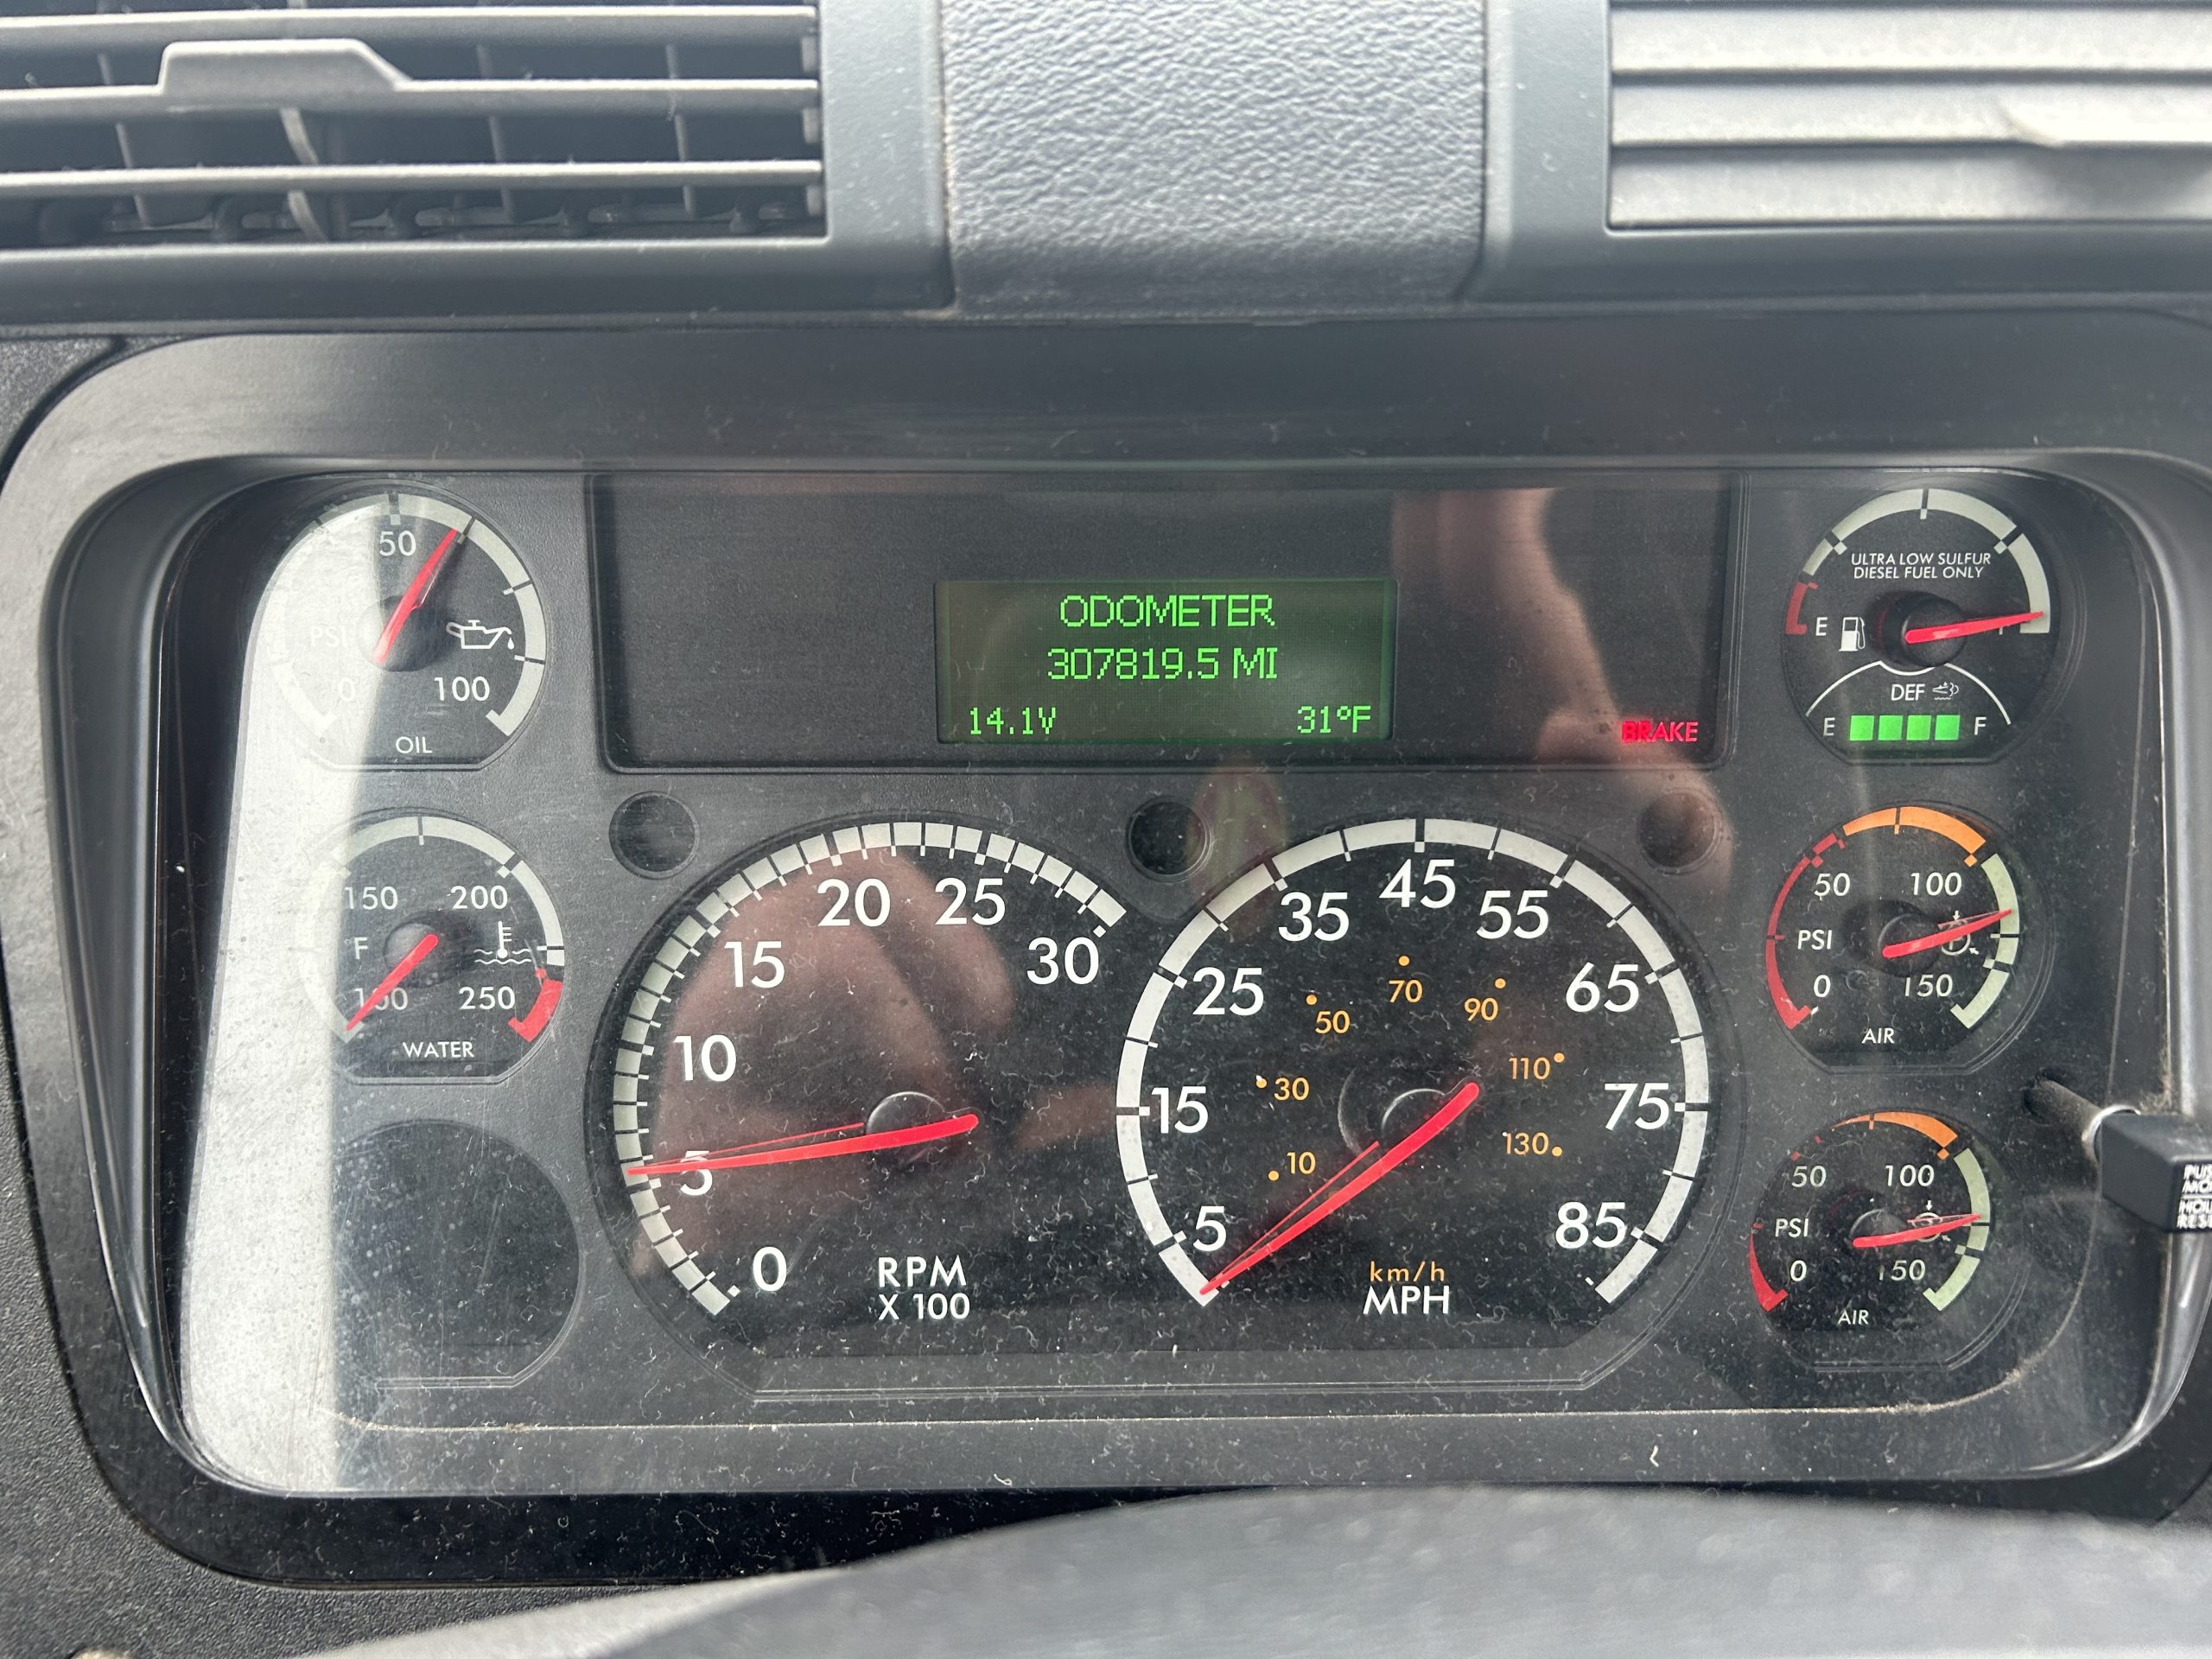 50
PSI
0
100
OIL
ODOMETER
307819.5 MI
14.1V
31°F
BRAKE
ULTRA LOW SULFUR
DIESEL FUEL ONLY
E
F
DEF
E F
150 200
°F
100 250
WATER
0 5 10 15 20 25 30
RPM
X 100
5 15 25 35 45 55 65 75 85
10 30 50 70 90 110 130
km/h
MPH
50 100
PSI
0 150
AIR
50 100
PSI
0 150
AIR